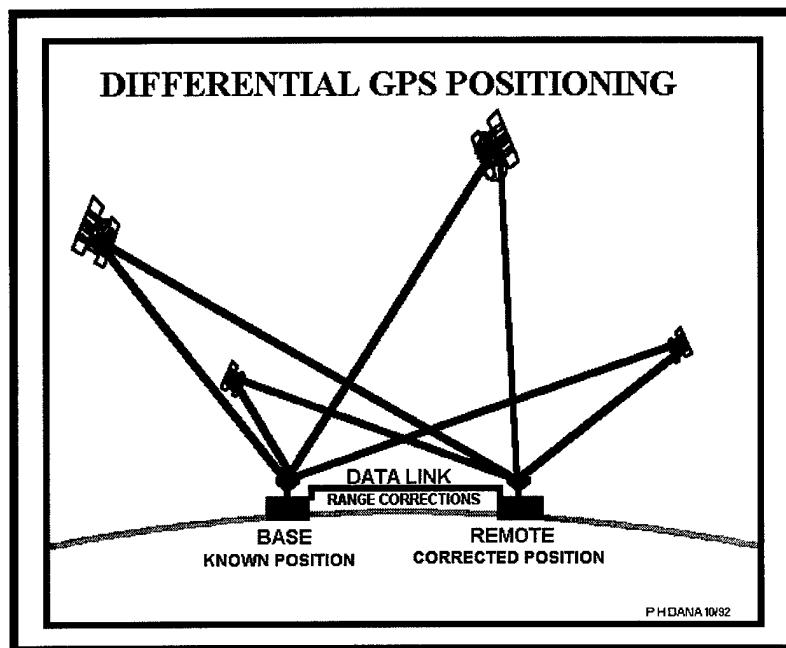 DIFFERENTIAL GPS POSITIONING
DATA LINK
RANGE CORRECTIONS
BASE
KNOWN POSITION
REMOTE
CORRECTED POSITION
P H DANA 10/92